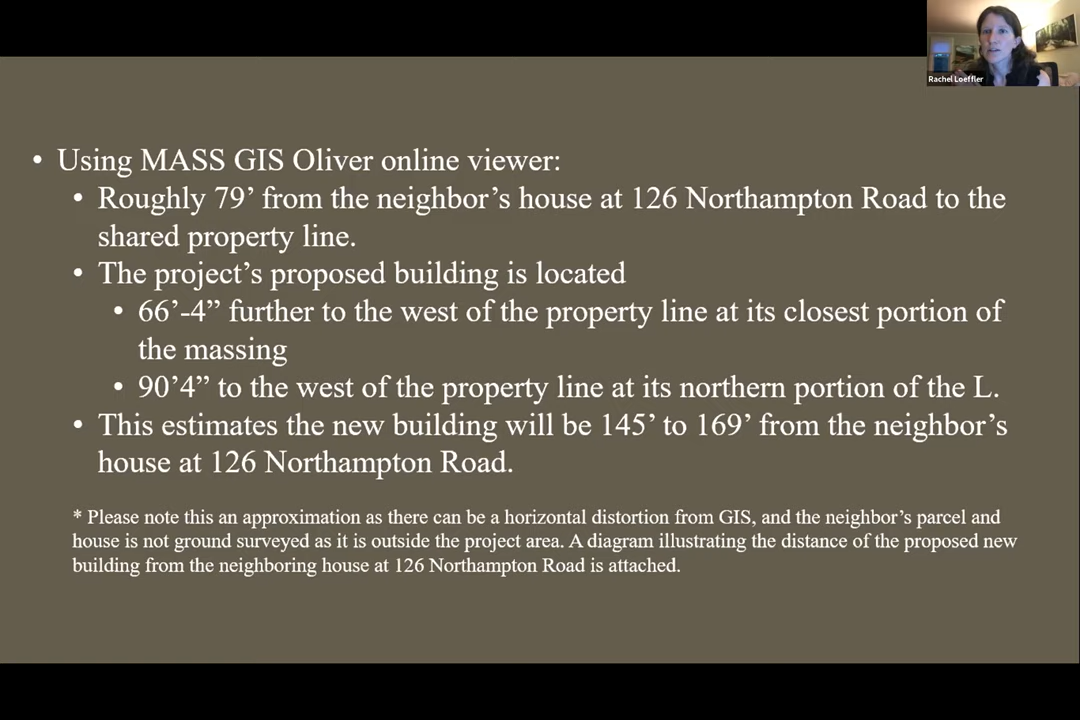 Rachel Loeffler
• Using MASS GIS Oliver online viewer:
• Roughly 79’ from the neighbor’s house at 126 Northampton Road to the
shared property line.
• The project’s proposed building is located
• 66’-4” further to the west of the property line at its closest portion of
the massing
• 90’4” to the west of the property line at its northern portion of the L.
• This estimates the new building will be 145’ to 169’ from the neighbor’s
house at 126 Northampton Road.
* Please note this an approximation as there can be a horizontal distortion from GIS, and the neighbor’s parcel and
house is not ground surveyed as it is outside the project area. A diagram illustrating the distance of the proposed new
building from the neighboring house at 126 Northampton Road is attached.